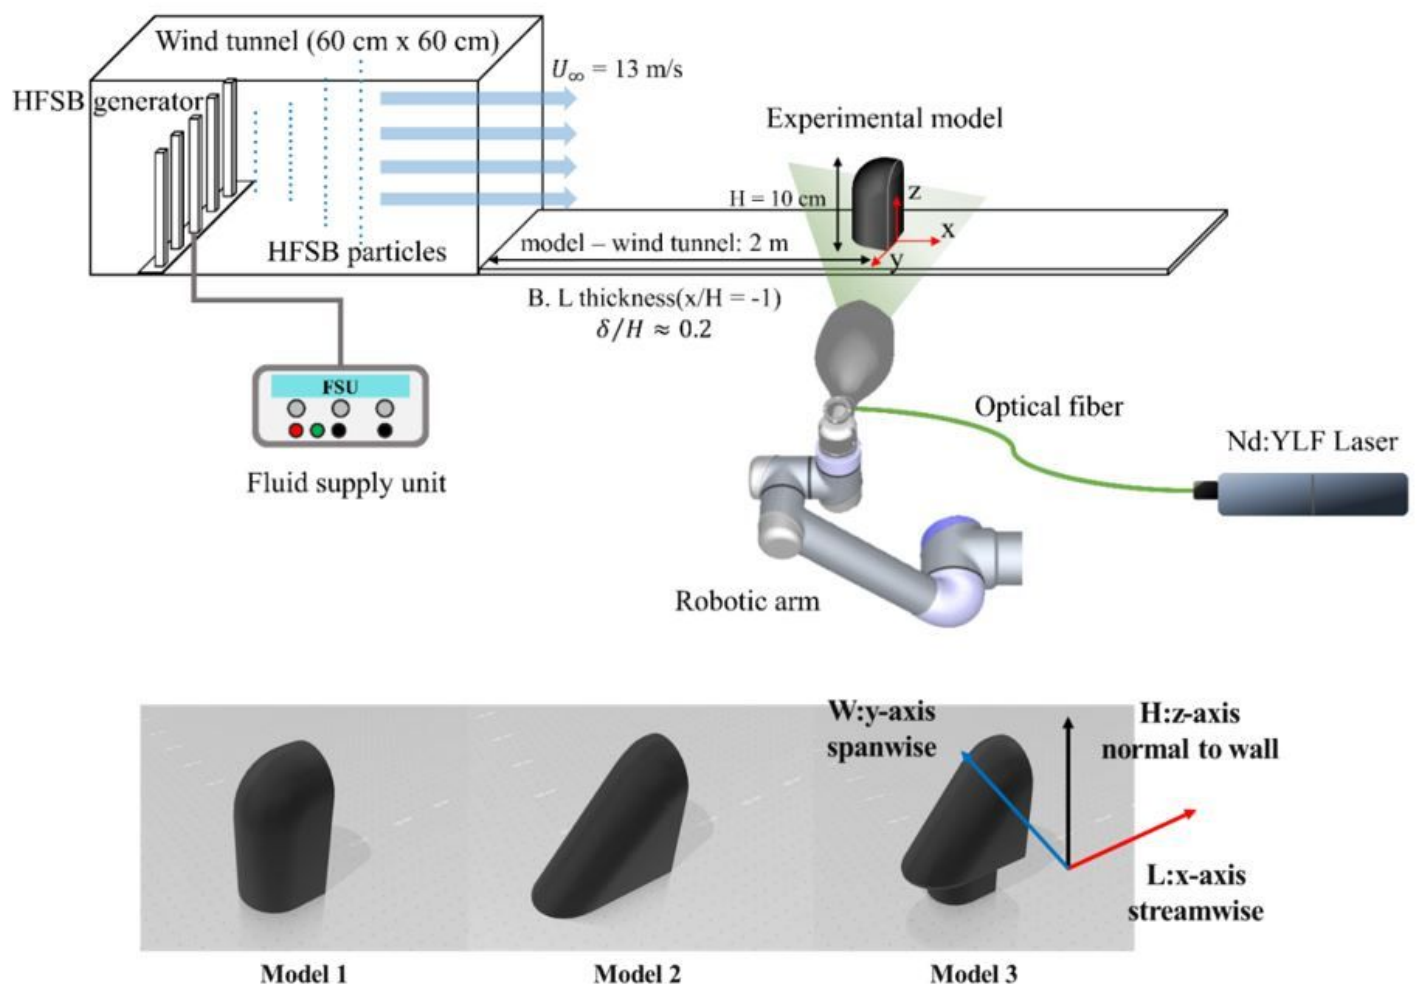 Wind tunnel (60 cm x 60 cm)
U∞ = 13 m/s
HFSB generator
Experimental model
H = 10 cm
z
x
y
HFSB particles
model – wind tunnel: 2 m
B. L thickness(x/H = -1)
δ/H ≈ 0.2
FSU
Fluid supply unit
Optical fiber
Nd:YLF Laser
Robotic arm
W:y-axis
spanwise
H:z-axis
normal to wall
L:x-axis
streamwise
Model 1
Model 2
Model 3